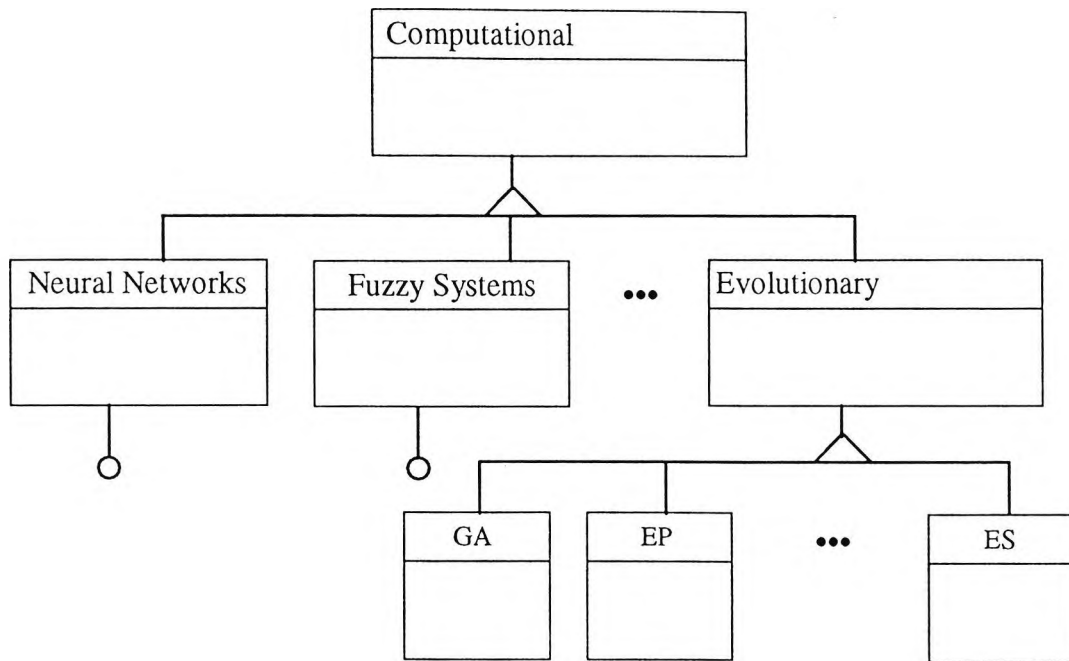 Computational
Neural Networks
Fuzzy Systems
•••
Evolutionary
GA
EP
•••
ES